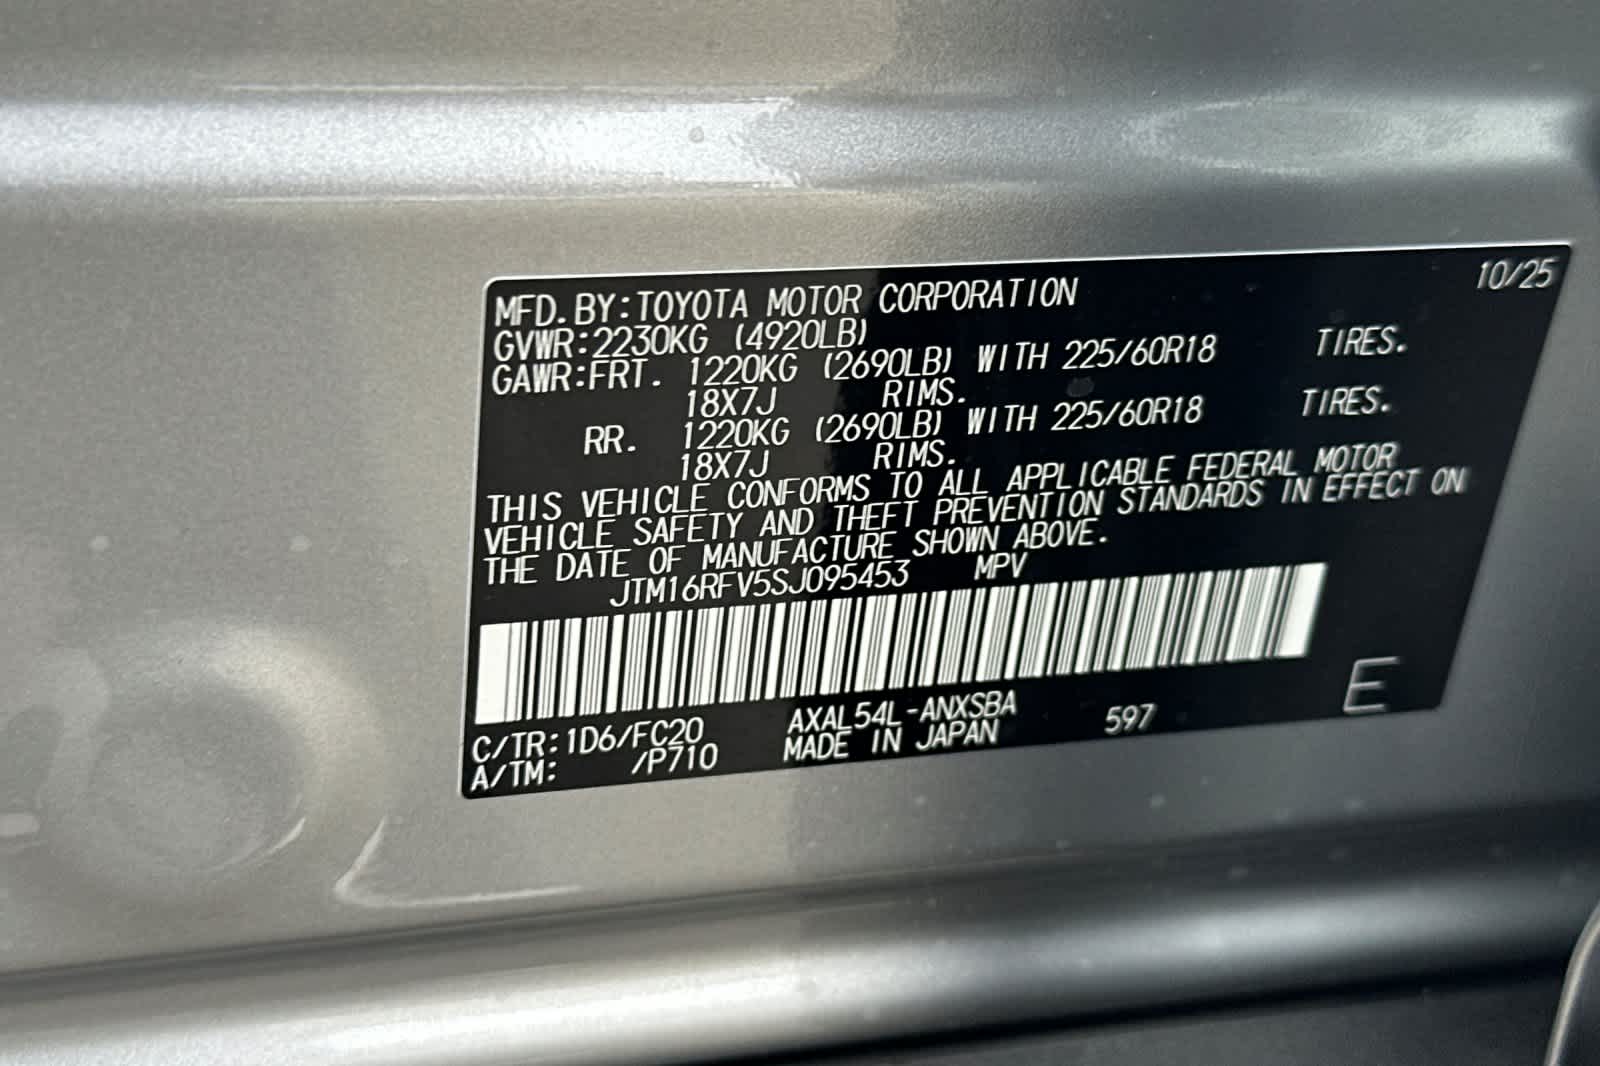 10/25
MFD.BY:TOYOTA MOTOR CORPORATION
GVWR:2230KG (4920LB)
GAWR:FRT. 1220KG (2690LB) WITH 225/60R18 TIRES.
18X7J RIMS.
RR. 1220KG (2690LB) WITH 225/60R18 TIRES.
18X7J RIMS.
THIS VEHICLE CONFORMS TO ALL APPLICABLE FEDERAL MOTOR
VEHICLE SAFETY AND THEFT PREVENTION STANDARDS IN EFFECT ON
THE DATE OF MANUFACTURE SHOWN ABOVE.
JTM16RFV5SJ095453 MPV
C/TR:1D6/FC20 AXAL54L-ANXSBA 597 E
A/TM: /P710 MADE IN JAPAN